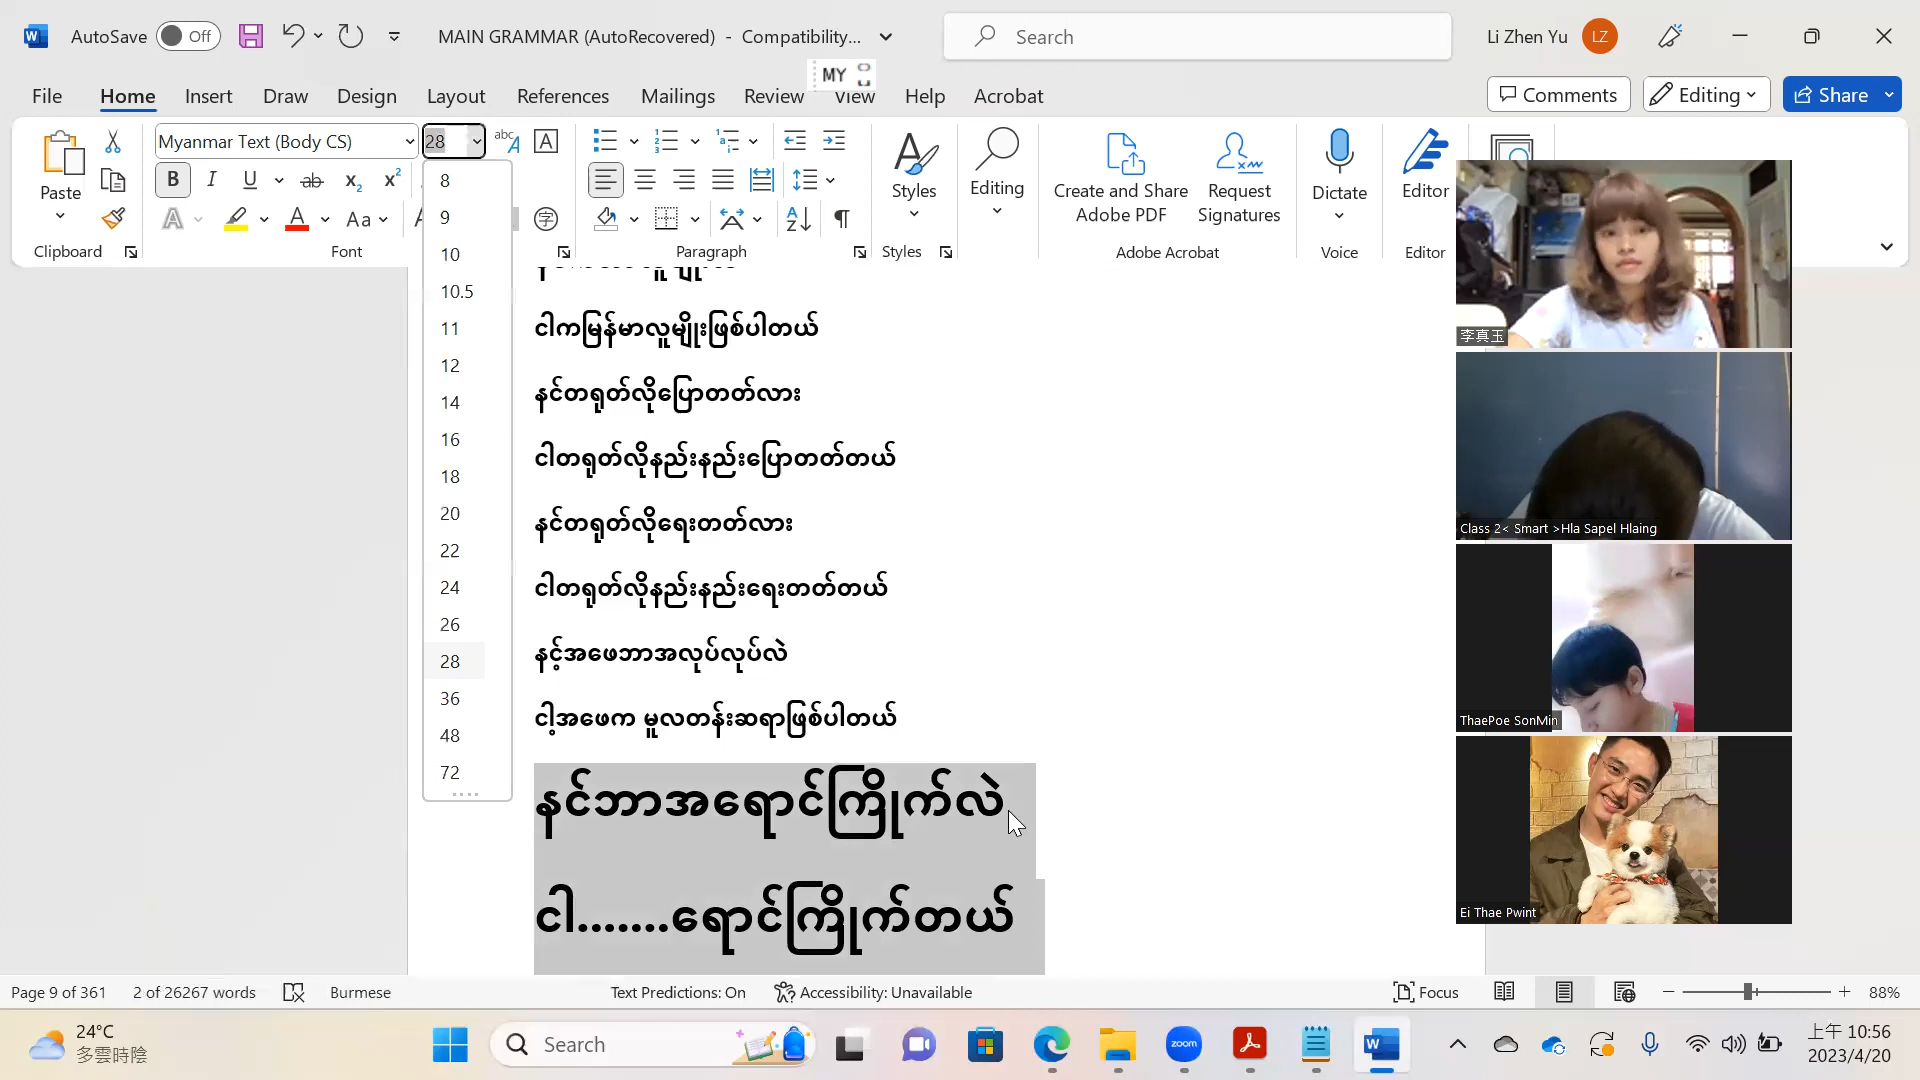 AutoSave Off MAIN GRAMMAR (AutoRecovered) - Compatibility... Search Li Zhen Yu LZ
MY
File Home Insert Draw Design Layout References Mailings Review View Help Acrobat Comments Editing Share
Myanmar Text (Body CS) 28
Paste Styles Editing Create and Share Adobe PDF Request Signatures Dictate Editor
Clipboard Font Paragraph Styles Adobe Acrobat Voice Editor
8
9
10
10.5
11
12
14
16
18
20
22
24
26
28
36
48
72
ငါကမြန်မာလူမျိုးဖြစ်ပါတယ်
နင်တရုတ်လိုပြောတတ်လား
ငါတရုတ်လိုနည်းနည်းပြောတတ်တယ်
နင်တရုတ်လိုရေးတတ်လား
ငါတရုတ်လိုနည်းနည်းရေးတတ်တယ်
နင့်အဖေဘာအလုပ်လုပ်လဲ
ငါ့အဖေက မူလတန်းဆရာဖြစ်ပါတယ်
နင်ဘာအရောင်ကြိုက်လဲ
ငါ.......ရောင်ကြိုက်တယ်
李真玉
Class 2< Smart >Hla Sapel Hlaing
ThaePoe SonMin
Ei Thae Pwint
Page 9 of 361 2 of 26267 words Burmese Text Predictions: On Accessibility: Unavailable Focus 88%
24°C
多雲時陰
Search
zoom
上午 10:56
2023/4/20